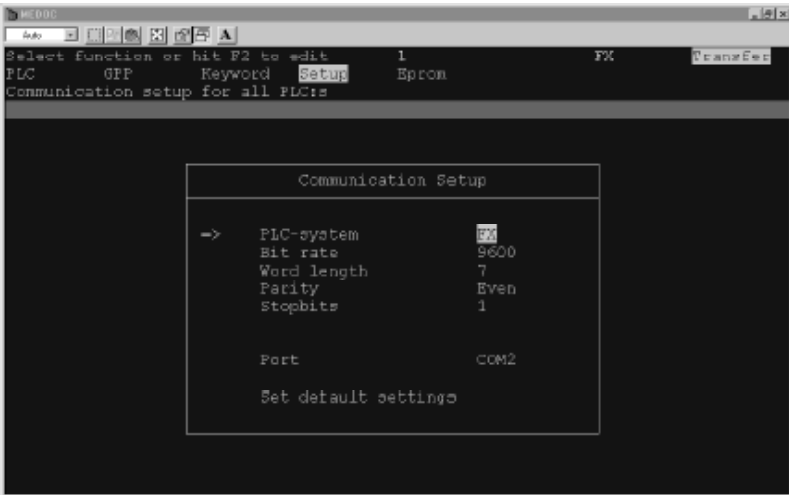 MEDOC
Auto A
Select function or hit F2 to edit 1 FX Transfer
PLC GPP Keyword Setup Eprom
Communication setup for all PLC:s
Communication Setup
=> PLC-system FX
Bit rate 9600
Word length 7
Parity Even
Stopbits 1
Port COM2
Set default settings